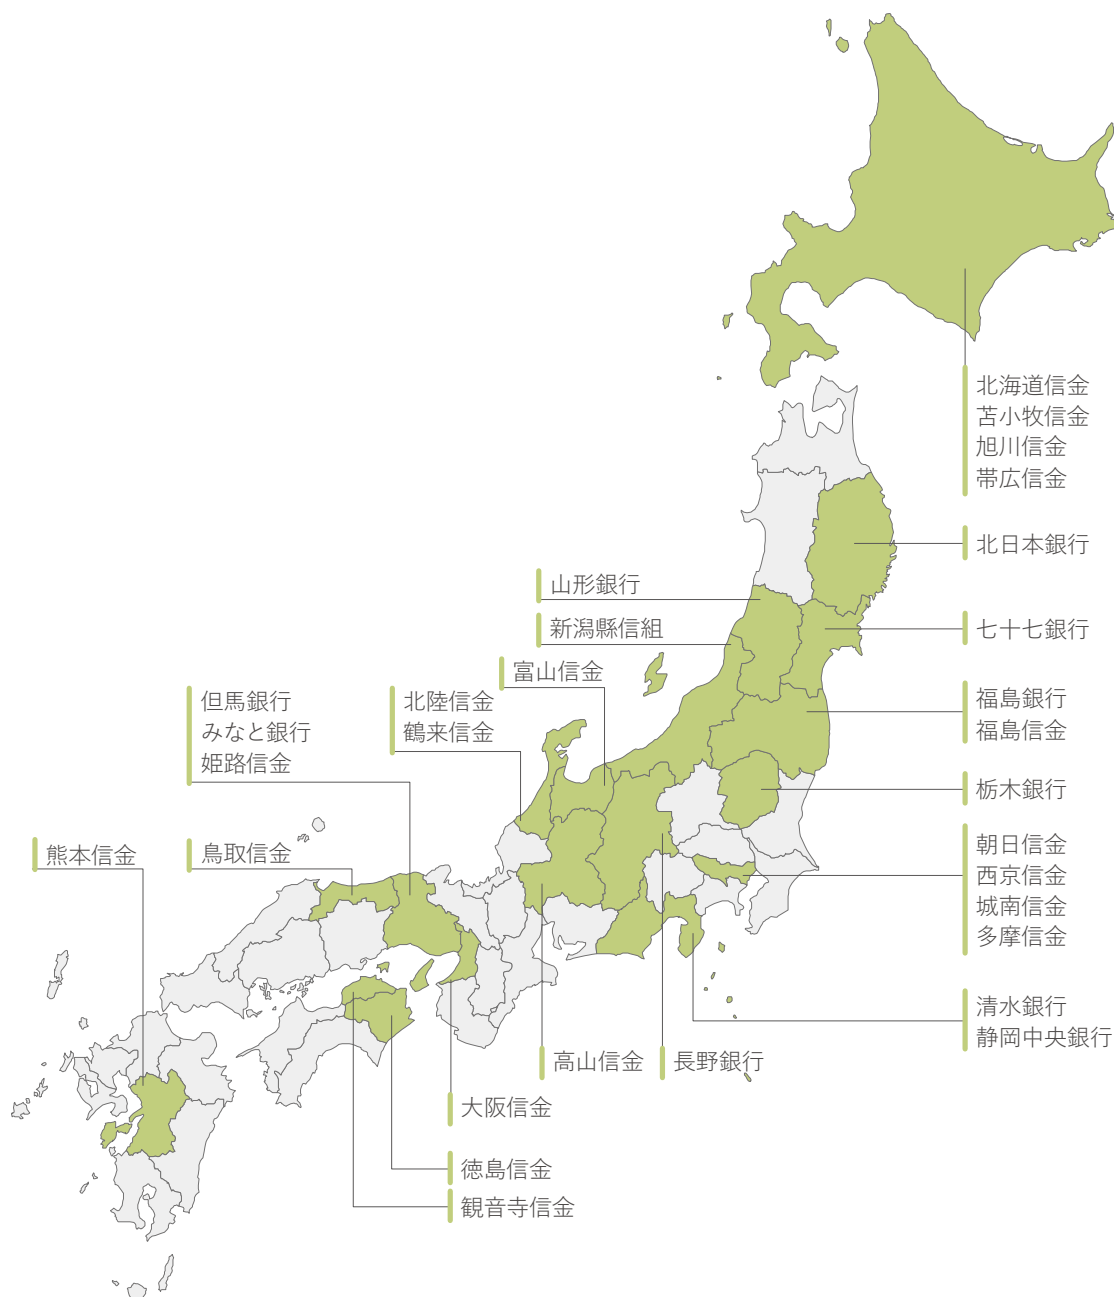 北海道信金
苫小牧信金
旭川信金
帯広信金
北日本銀行
山形銀行
新潟縣信組
七十七銀行
富山信金
但馬銀行
みなと銀行
姫路信金
北陸信金
鶴来信金
福島銀行
福島信金
栃木銀行
熊本信金
鳥取信金
朝日信金
西京信金
城南信金
多摩信金
清水銀行
静岡中央銀行
高山信金
長野銀行
大阪信金
徳島信金
観音寺信金